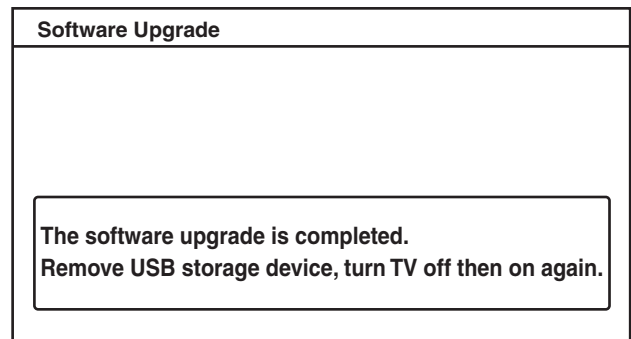 Software Upgrade
The software upgrade is completed.
Remove USB storage device, turn TV off then on again.